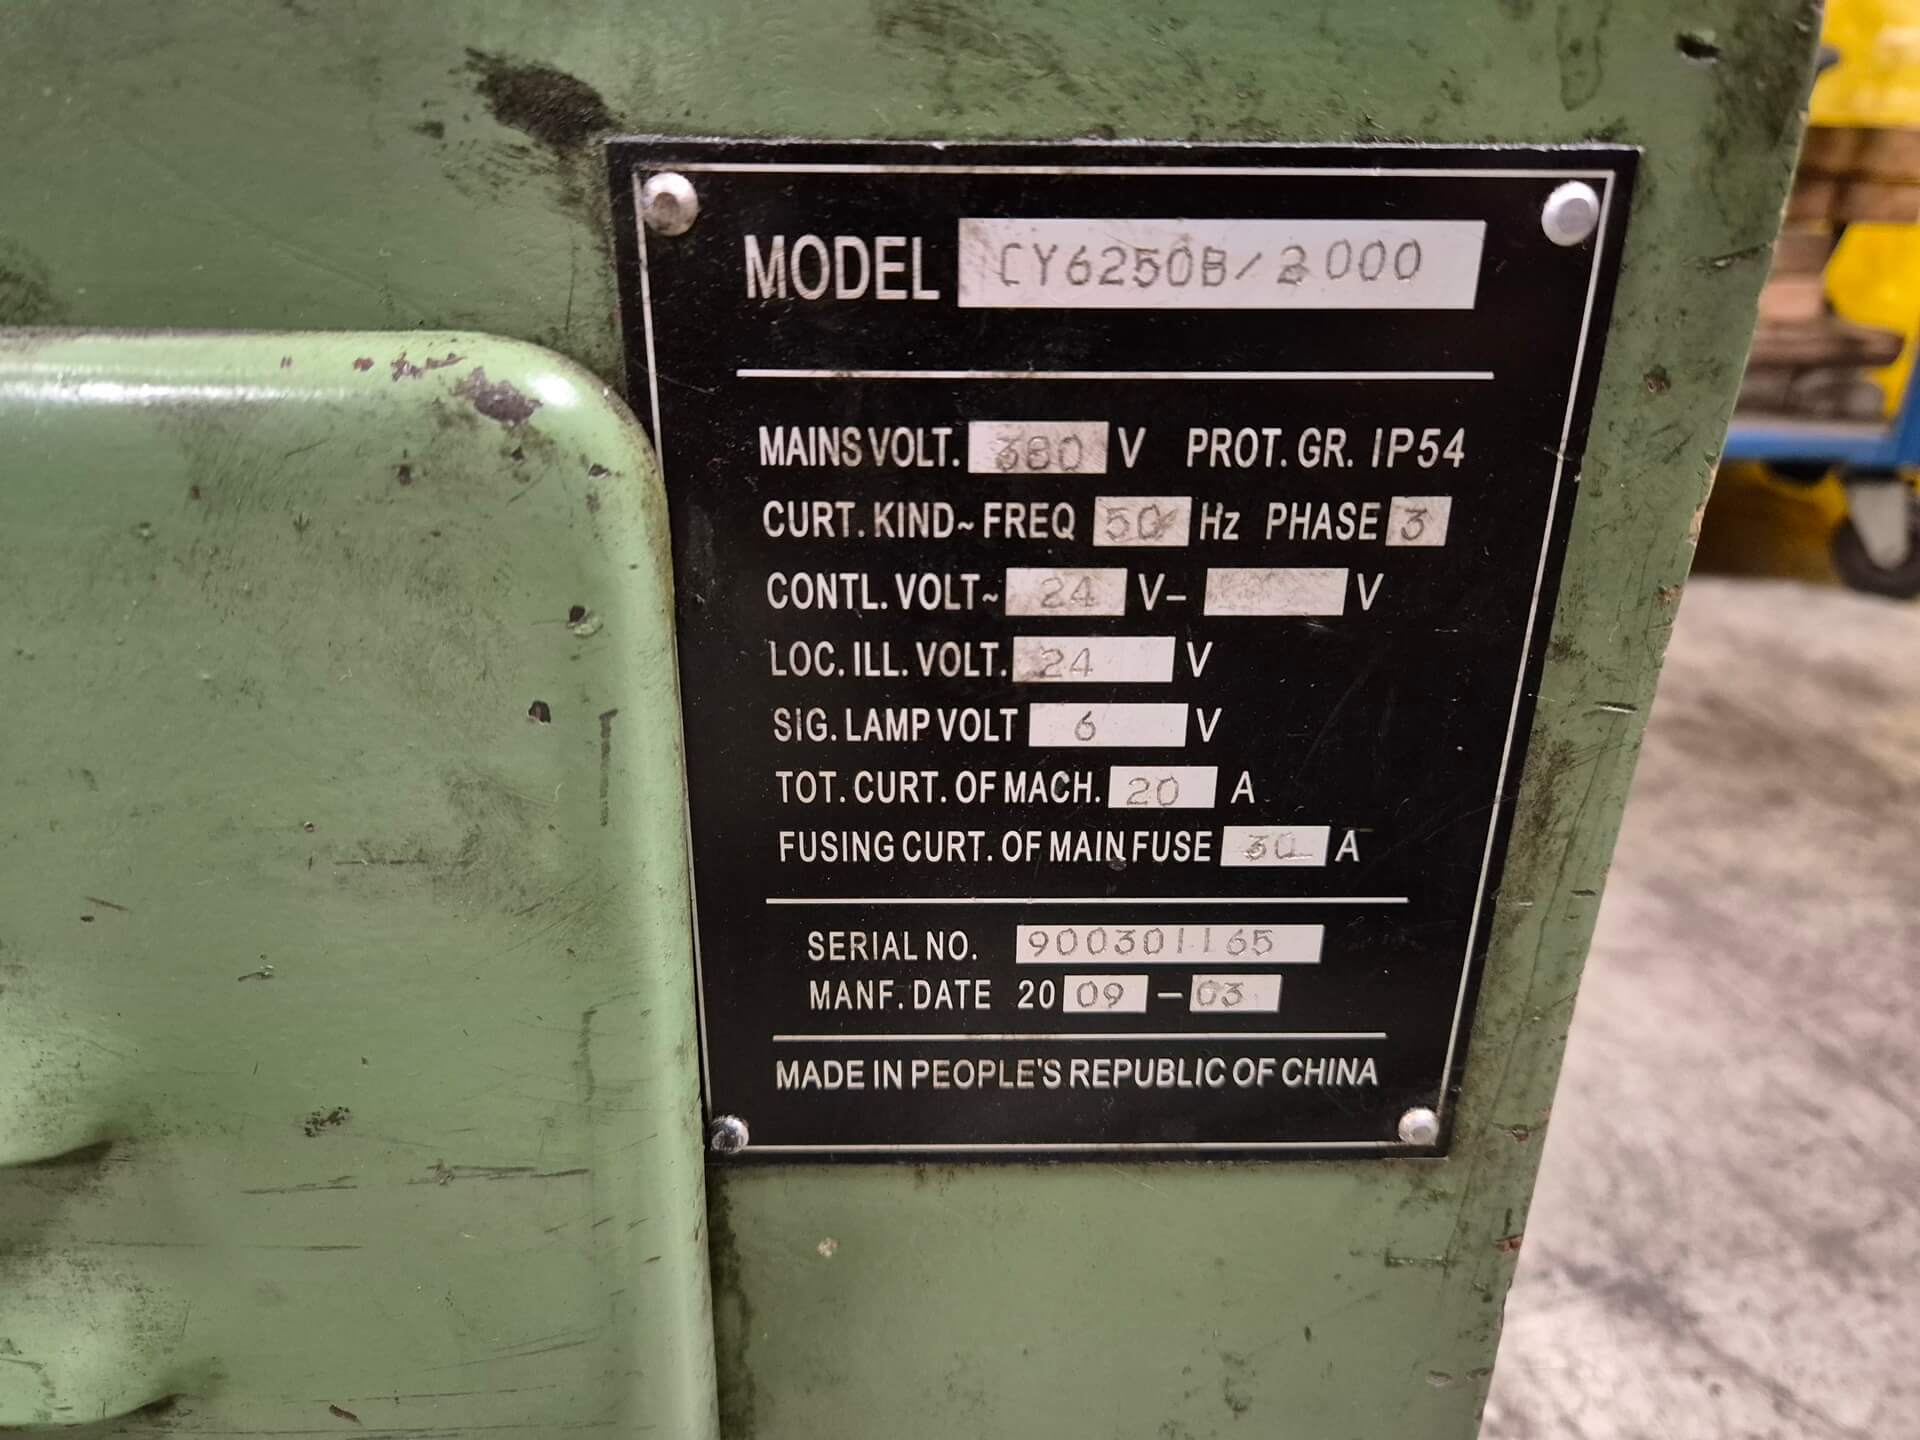 MODEL CY6250B/2000
MAINS VOLT. 380 V PROT. GR. IP54
CURT. KIND~ FREQ 50 Hz PHASE 3
CONTL. VOLT~ 24 V– V
LOC. ILL. VOLT. 24 V
SIG. LAMP VOLT 6 V
TOT. CURT. OF MACH. 20 A
FUSING CURT. OF MAIN FUSE 30 A
SERIAL NO. 900301165
MANF. DATE 20 09 – 03
MADE IN PEOPLE'S REPUBLIC OF CHINA